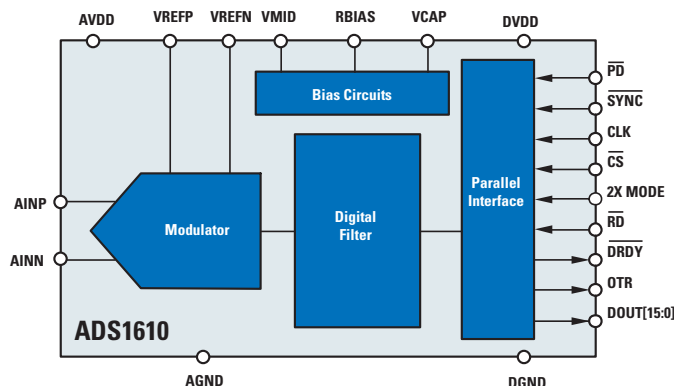 AVDD
VREFP
VREFN
VMID
RBIAS
VCAP
DVDD
Bias Circuits
PD
SYNC
CLK
CS
2X MODE
RD
DRDY
OTR
DOUT[15:0]
Parallel
Interface
AINP
AINN
Modulator
Digital
Filter
ADS1610
AGND
DGND